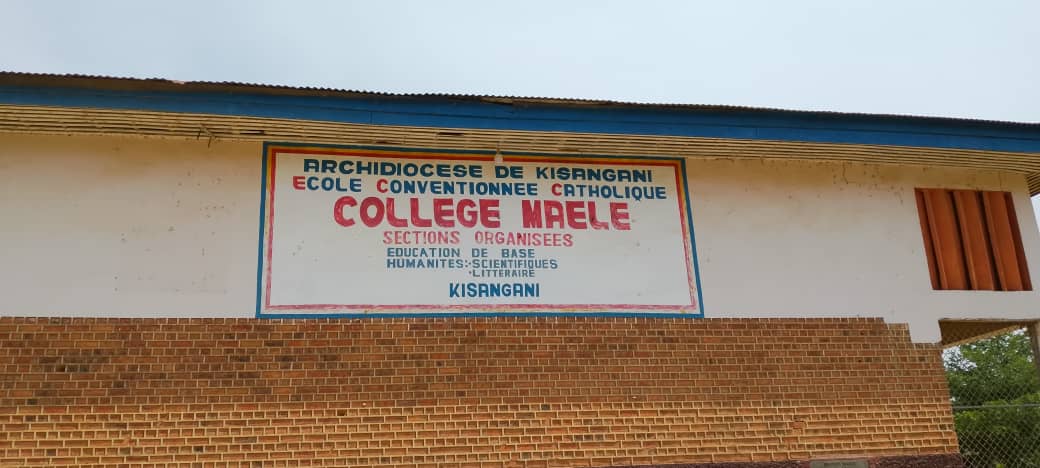 ARCHIDIOCESE DE KISANGANI
ECOLE CONVENTIONNEE CATHOLIQUE
COLLEGE MAELE
SECTIONS ORGANISEES
EDUCATION DE BASE
HUMANITES:·SCIENTIFIQUES
·LITTERAIRE
KISANGANI